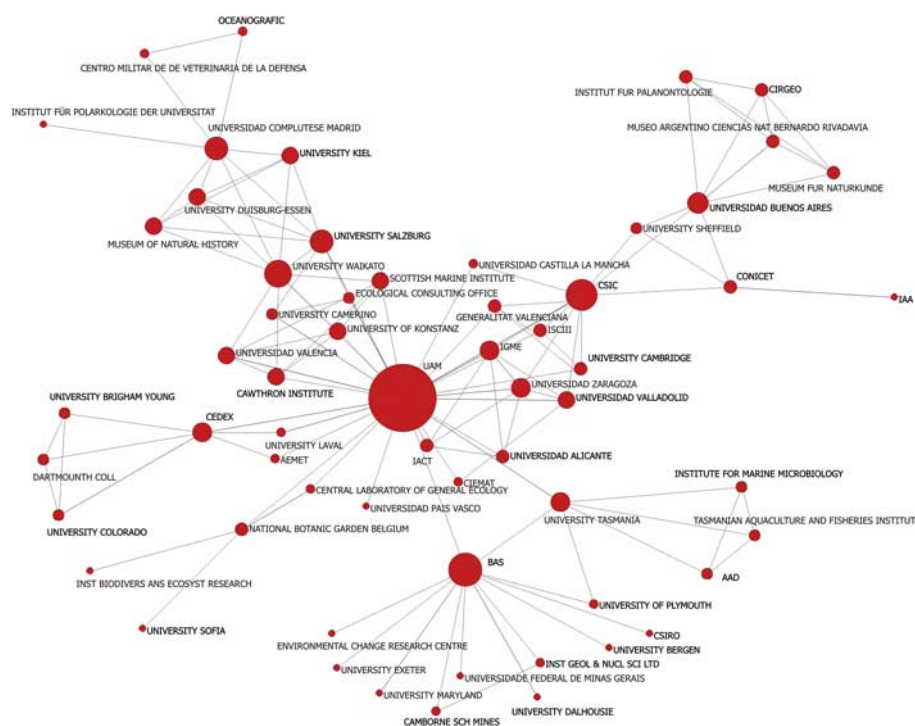 OCEANOGRAFIC
CENTRO MILITAR DE DE VETERINARIA DE LA DEFENSA
INSTITUT FÜR POLARKOLOGIE DER UNIVERSITAT
UNIVERSIDAD COMPLUTESE MADRID
UNIVERSITY KIEL
UNIVERSITY DUISBURG-ESSEN
MUSEUM OF NATURAL HISTORY
UNIVERSITY SALZBURG
UNIVERSITY WAIKATO
SCOTTISH MARINE INSTITUTE
ECOLOGICAL CONSULTING OFFICE
UNIVERSITY CAMERINO
UNIVERSITY OF KONSTANZ
UNIVERSIDAD VALENCIA
CAWTHRON INSTITUTE
INSTITUT FUR PALANONTOLOGIE
CIRGEO
MUSEO ARGENTINO CIENCIAS NAT BERNARDO RIVADAVIA
MUSEUM FUR NATURKUNDE
UNIVERSIDAD BUENOS AIRES
UNIVERSITY SHEFFIELD
UNIVERSIDAD CASTILLA LA MANCHA
CSIC
CONICET
IAA
GENERALITAT VALENCIANA
ISCIII
IGME
UNIVERSITY CAMBRIDGE
UAM
UNIVERSIDAD ZARAGOZA
UNIVERSIDAD VALLADOLID
UNIVERSITY BRIGHAM YOUNG
CEDEX
UNIVERSITY LAVAL
AEMET
DARTMOUNTH COLL
UNIVERSITY COLORADO
IACT
UNIVERSIDAD ALICANTE
CIEMAT
CENTRAL LABORATORY OF GENERAL ECOLOGY
UNIVERSIDAD PAIS VASCO
NATIONAL BOTANIC GARDEN BELGIUM
INSTITUTE FOR MARINE MICROBIOLOGY
UNIVERSITY TASMANIA
TASMANIAN AQUACULTURE AND FISHERIES INSTITUT
AAD
INST BIODIVERS ANS ECOSYST RESEARCH
BAS
UNIVERSITY OF PLYMOUTH
UNIVERSITY SOFIA
ENVIRONMENTAL CHANGE RESEARCH CENTRE
CSIRO
UNIVERSITY BERGEN
UNIVERSITY EXETER
INST GEOL & NUCL SCI LTD
UNIVERSIDADE FEDERAL DE MINAS GERAIS
UNIVERSITY MARYLAND
UNIVERSITY DALHOUSIE
CAMBORNE SCH MINES